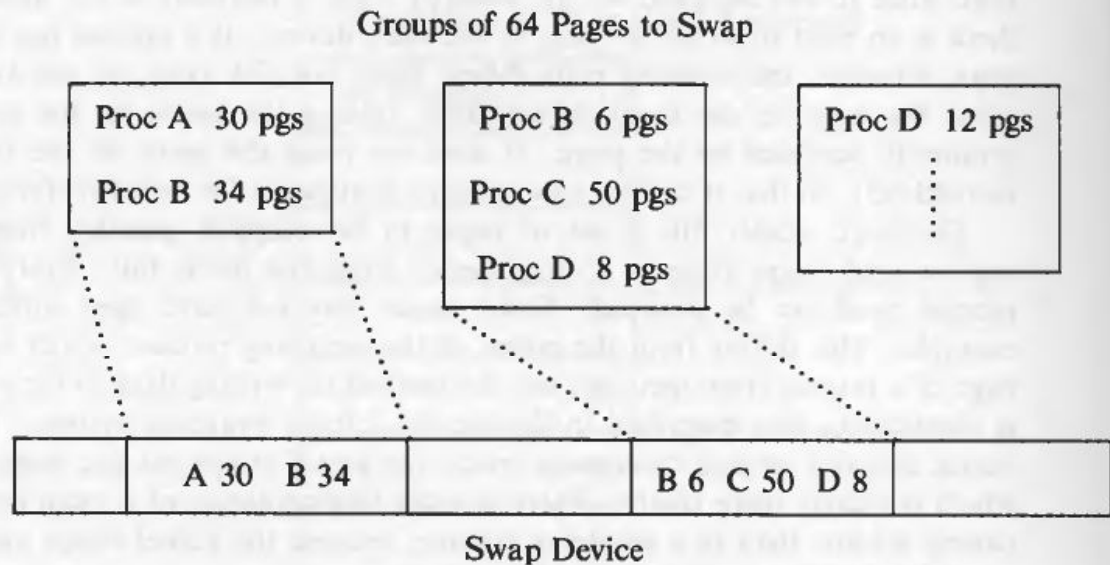 Groups of 64 Pages to Swap
Proc A 30 pgs
Proc B 34 pgs
Proc B 6 pgs
Proc C 50 pgs
Proc D 8 pgs
Proc D 12 pgs
A 30 B 34
B 6 C 50 D 8
Swap Device